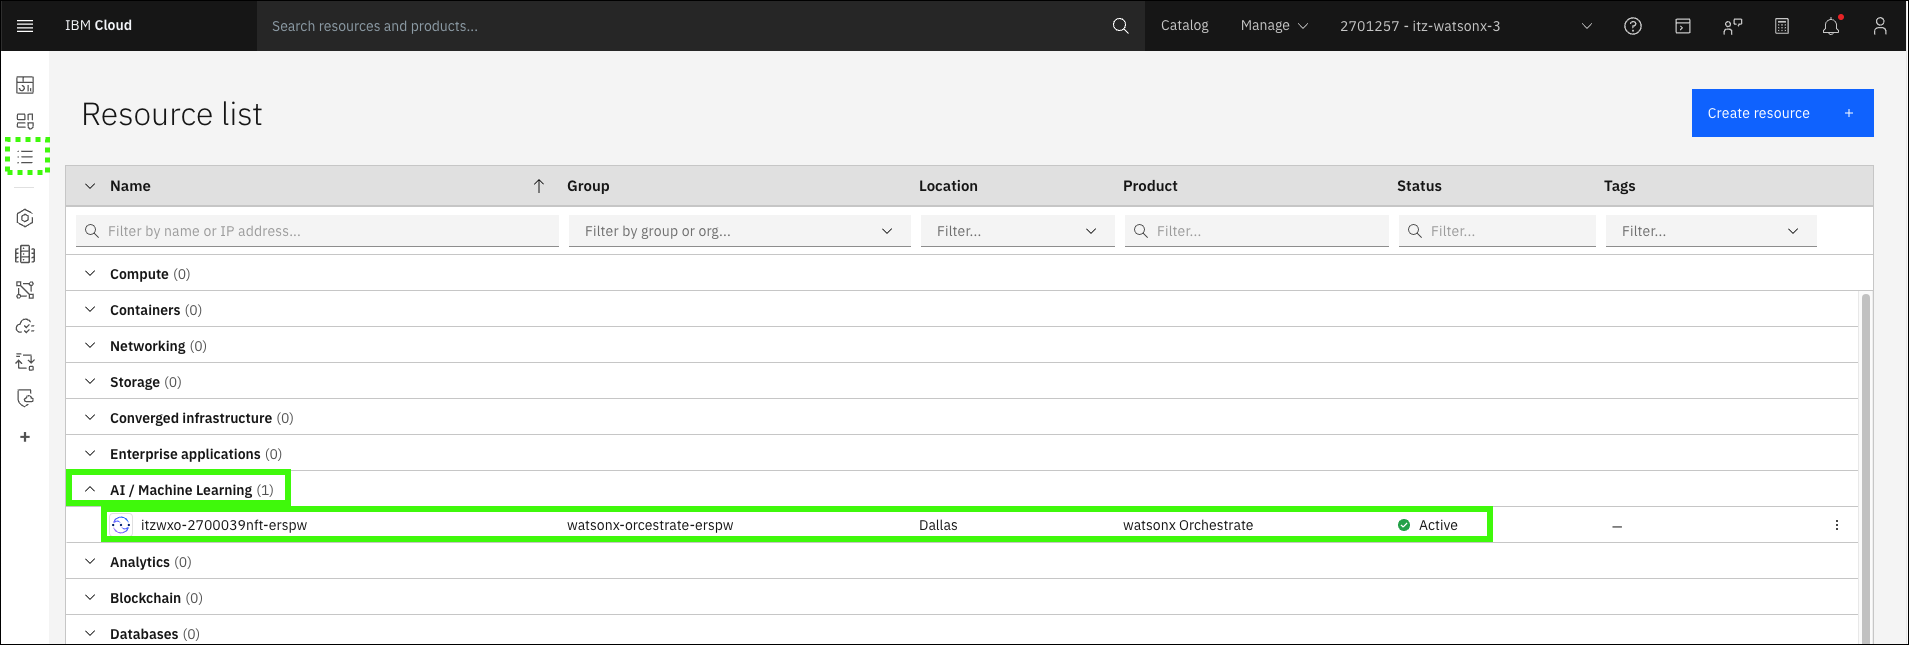 IBM Cloud
Search resources and products...
Catalog
Manage
2701257 - itz-watsonx-3
Resource list
Create resource +
Name Group Location Product Status Tags
Filter by name or IP address... Filter by group or org... Filter... Filter... Filter... Filter...
Compute (0)
Containers (0)
Networking (0)
Storage (0)
Converged infrastructure (0)
Enterprise applications (0)
AI / Machine Learning (1)
itzwxo-2700039nft-erspw watsonx-orcestrate-erspw Dallas watsonx Orchestrate Active –
Analytics (0)
Blockchain (0)
Databases (0)